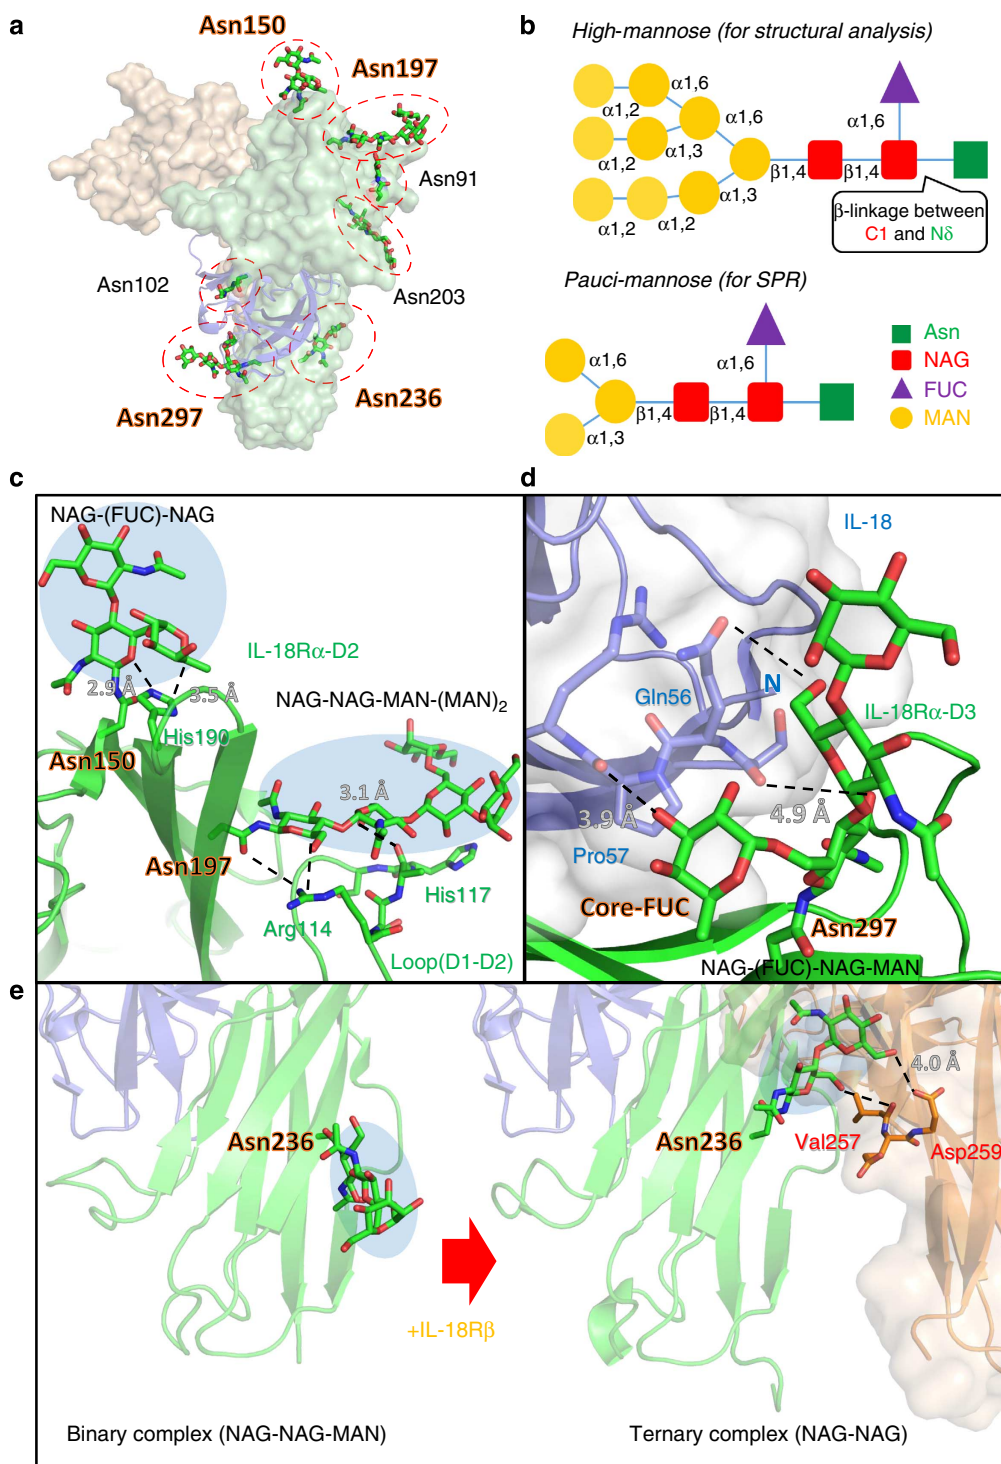 a
Asn150
Asn197
Asn91
Asn203
Asn102
Asn297
Asn236
b
High-mannose (for structural analysis)
α1,6
α1,2
α1,6
α1,6
α1,2
α1,3
β1,4
β1,4
α1,3
α1,2
α1,2
β-linkage between
C1 and Nδ
Pauci-mannose (for SPR)
α1,6
α1,6
β1,4
β1,4
α1,3
Asn
NAG
FUC
MAN
c
NAG-(FUC)-NAG
IL-18Rα-D2
2.9 Å
3.5 Å
His190
Asn150
NAG-NAG-MAN-(MAN)2
3.1 Å
Asn197
His117
Arg114
Loop(D1-D2)
d
IL-18
N
Gln56
IL-18Rα-D3
3.9 Å
4.9 Å
Pro57
Core-FUC
Asn297
NAG-(FUC)-NAG-MAN
e
Asn236
+IL-18Rβ
Binary complex (NAG-NAG-MAN)
4.0 Å
Asn236
Val257
Asp259
Ternary complex (NAG-NAG)